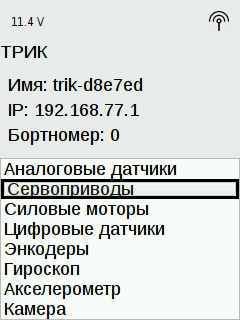 11.4 V
ТРИК
Имя: trik-d8e7ed
IP: 192.168.77.1
Бортномер: 0
Аналоговые датчики
Сервоприводы
Силовые моторы
Цифровые датчики
Энкодеры
Гироскоп
Акселерометр
Камера